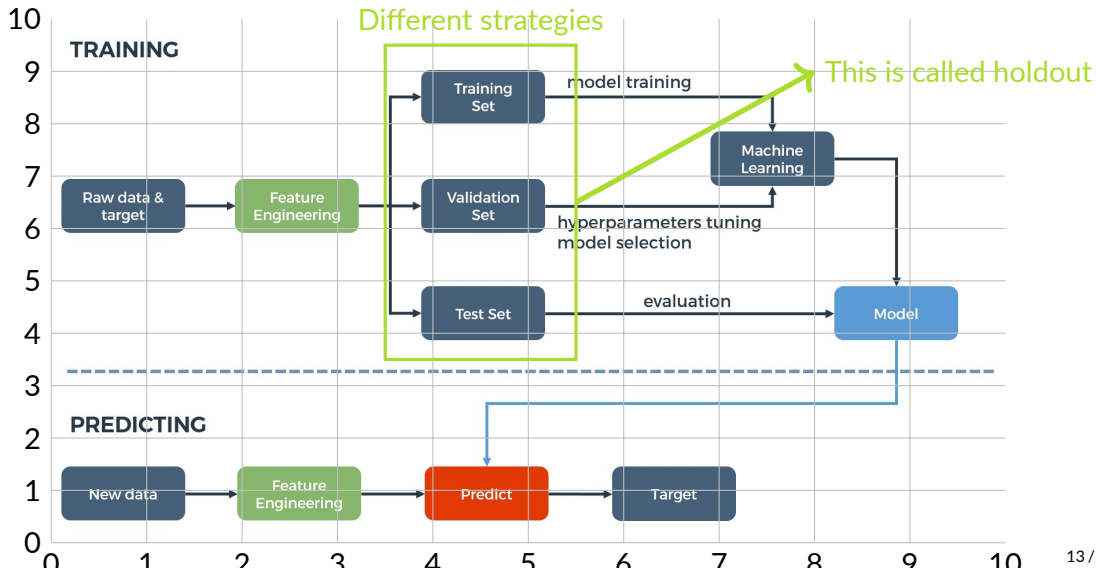 10
Different strategies
TRAINING
9
This is called holdout
model training
Training
Set
8
Machine
Learning
7
Raw data &
target
Feature
Engineering
Validation
Set
hyperparameters tuning
model selection
6
5
evaluation
Test Set
Model
4
3
PREDICTING
2
New data
Feature
Engineering
Predict
Target
1
0
0 1 2 3 4 5 6 7 8 9 10
13 /